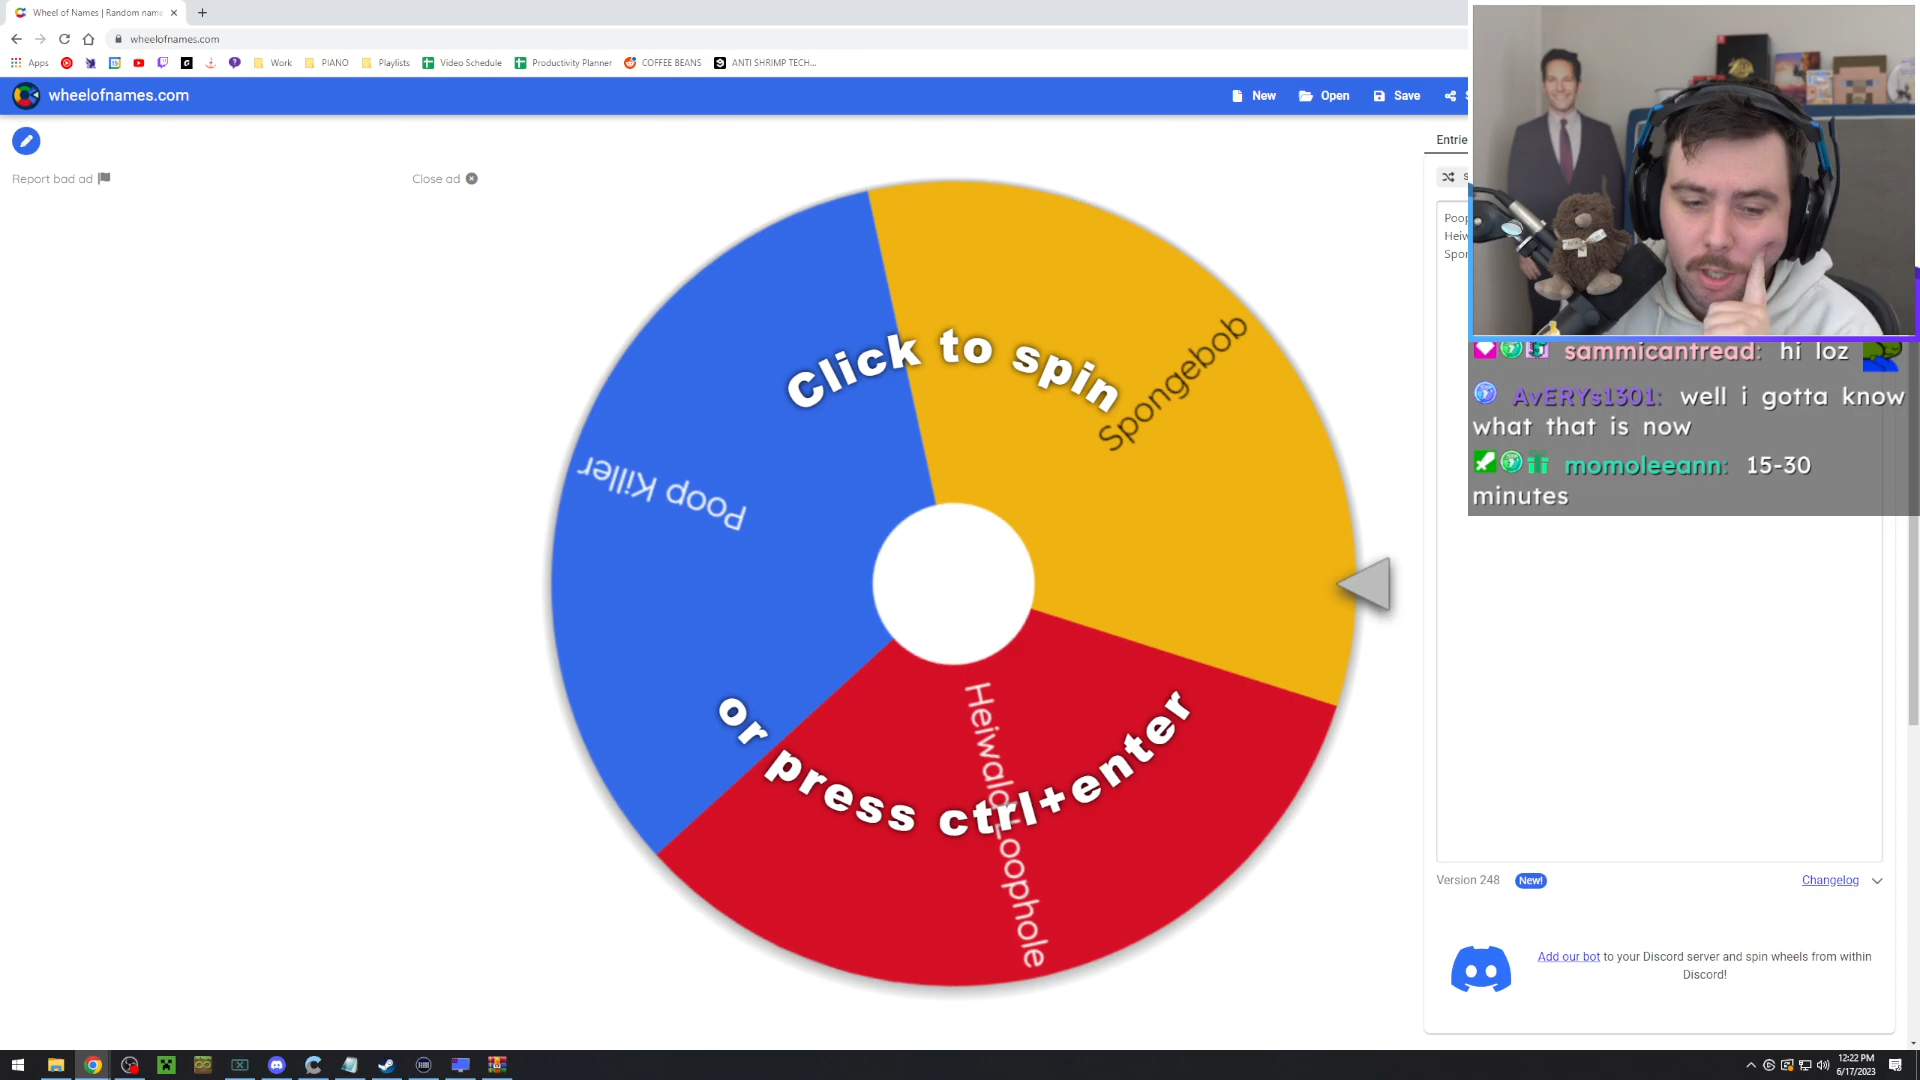 Wheel of Names | Random name
wheelofnames.com
Apps
Work
PIANO
Playlists
Video Schedule
Productivity Planner
COFFEE BEANS
ANTI SHRIMP TECH...
wheelofnames.com
New
Open
Save
Report bad ad
Close ad
Entrie
Poop
Heiw
Spon
Click to spin
or press ctrl+enter
Spongebob
Poop Killer
Loophole
sammicantread: hi loz
AvERYs1301: well i gotta know
what that is now
momoleeann: 15-30
minutes
Version 248
New!
Changelog
Add our bot to your Discord server and spin wheels from within
Discord!
12:22 PM
6/17/2023